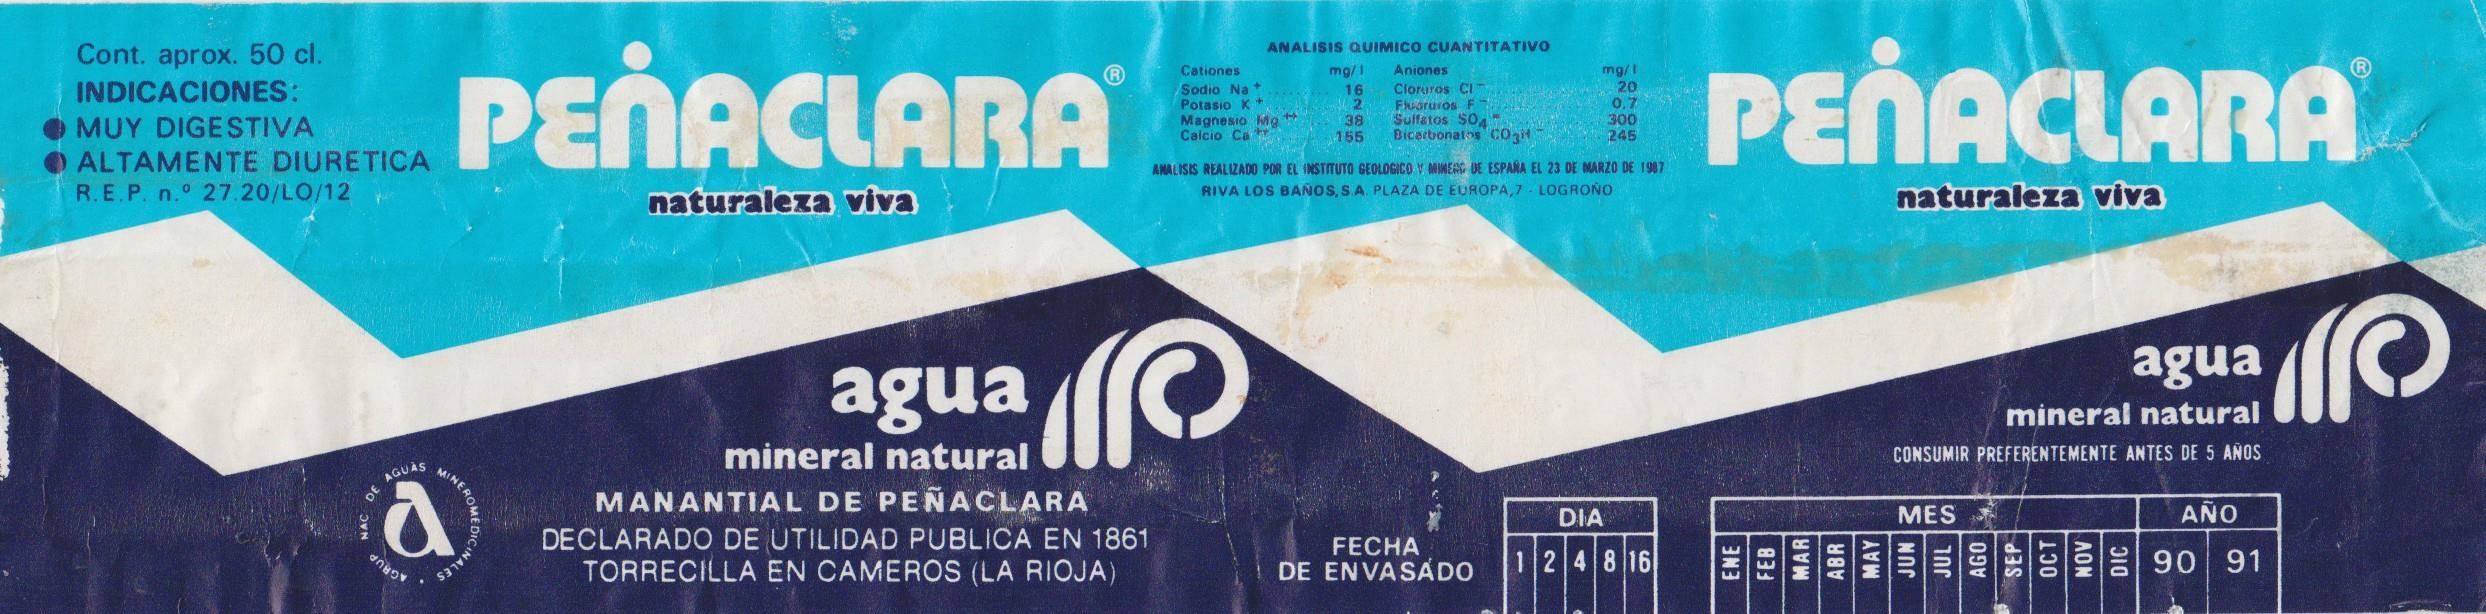 Cont. aprox. 50 cl.
INDICACIONES:
● MUY DIGESTIVA
● ALTAMENTE DIURETICA
R.E.P. n.º 27.20/LO/12
PEÑACLARA®
naturaleza viva
ANALISIS QUIMICO CUANTITATIVO
Cationes mg/l Aniones mg/l
Sodio Na+ 16 Cloruros Cl- 20
Potasio K+ 2 Fluoruros F- 0.7
Magnesio Mg++ 38 Sulfatos SO4= 300
Calcio Ca++ 155 Bicarbonatos CO3H- 245
ANALISIS REALIZADO POR EL INSTITUTO GEOLOGICO Y MINERO DE ESPAÑA EL 23 DE MARZO DE 1987
RIVA LOS BAÑOS, S.A. PLAZA DE EUROPA, 7 - LOGROÑO
PEÑACLARA®
naturaleza viva
agua
mineral natural
AGRUP. NAC. DE AGUAS MINEROMEDICINALES •
a
MANANTIAL DE PEÑACLARA
DECLARADO DE UTILIDAD PUBLICA EN 1861
TORRECILLA EN CAMEROS (LA RIOJA)
agua
mineral natural
CONSUMIR PREFERENTEMENTE ANTES DE 5 AÑOS
FECHA
DE ENVASADO
DIA
1 2 4 8 16
MES AÑO
ENE FEB MAR ABR MAY JUN JUL AGO SEP OCT NOV DIC 90 91